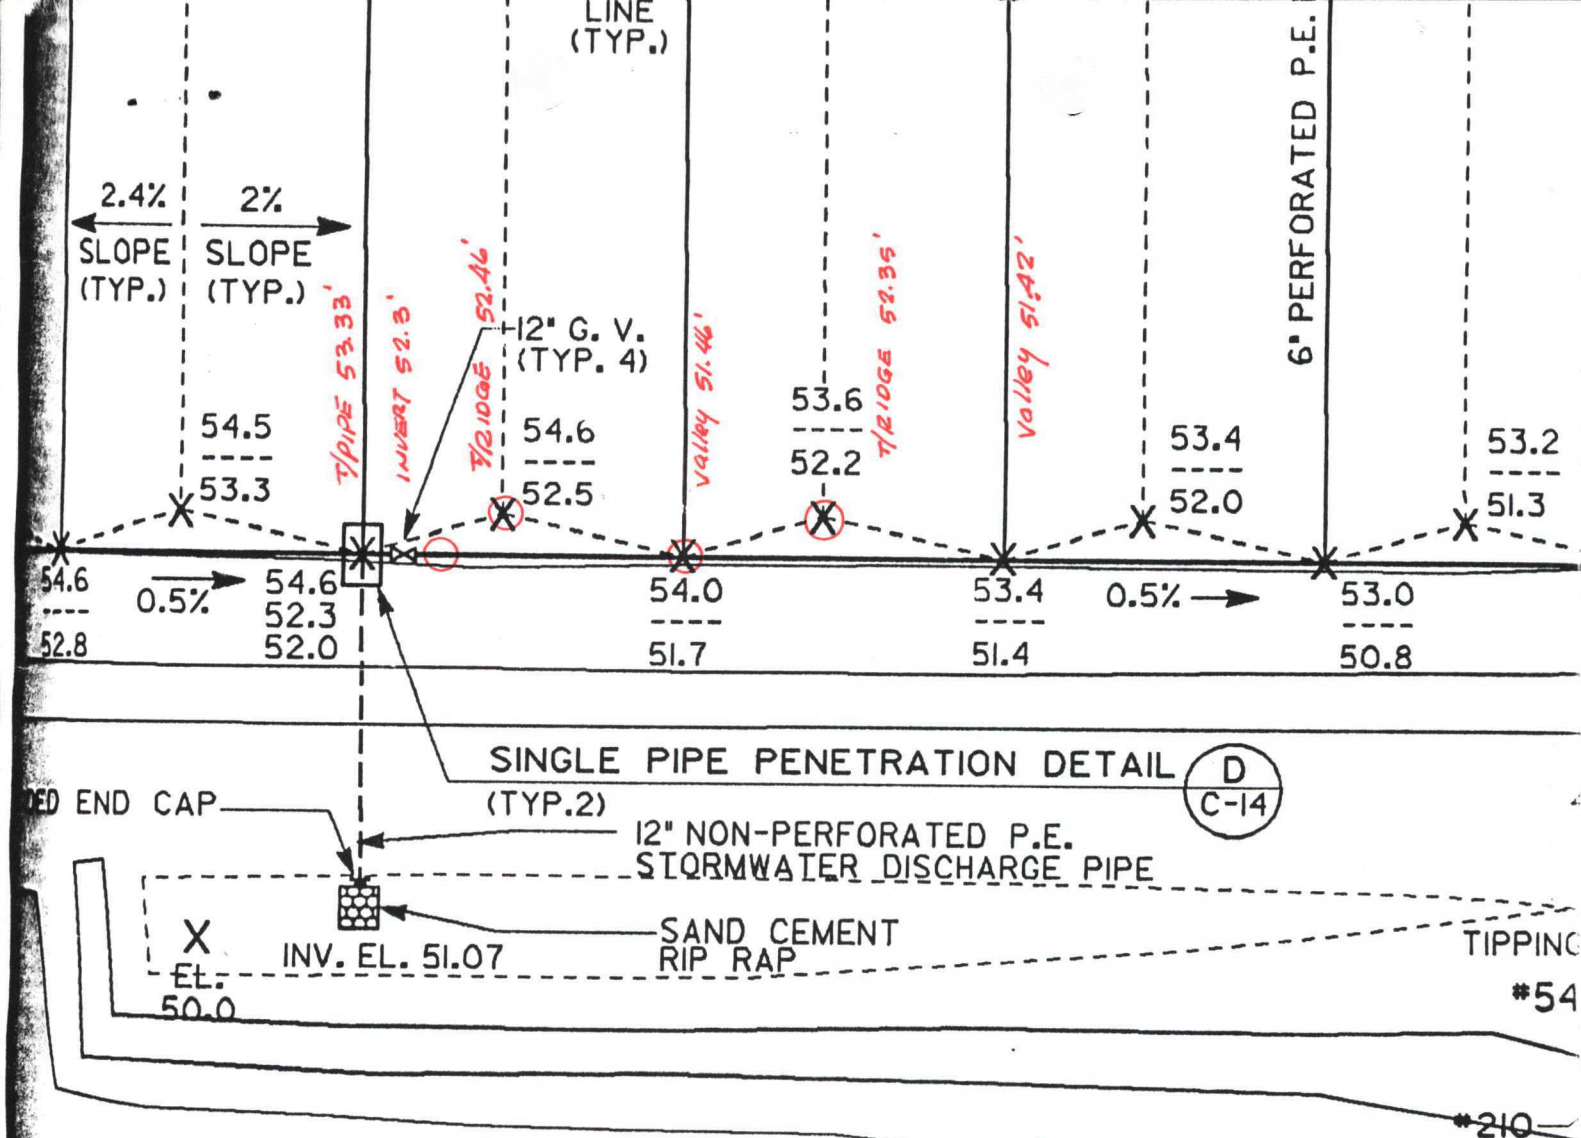 LINE
(TYP.)
6" PERFORATED P.E.
2.4%
2%
SLOPE
(TYP.)
SLOPE
(TYP.)
T/PIPE 53.33'
INVERT 52.3'
T/RIDGE 52.46'
12" G. V.
(TYP. 4)
Valley 51.46'
T/RIDGE 52.35'
Valley 51.42'
54.5
----
53.3
54.6
----
52.5
53.6
----
52.2
53.4
----
52.0
53.2
----
51.3
54.6
----
52.8
0.5%
54.6
52.3
52.0
54.0
----
51.7
53.4
----
51.4
0.5%
53.0
----
50.8
SINGLE PIPE PENETRATION DETAIL
(TYP.2)
D
C-14
END CAP
12" NON-PERFORATED P.E.
STORMWATER DISCHARGE PIPE
SAND CEMENT
RIP RAP
INV. EL. 51.07
X
EL.
50.0
TIPPING
#54
#210